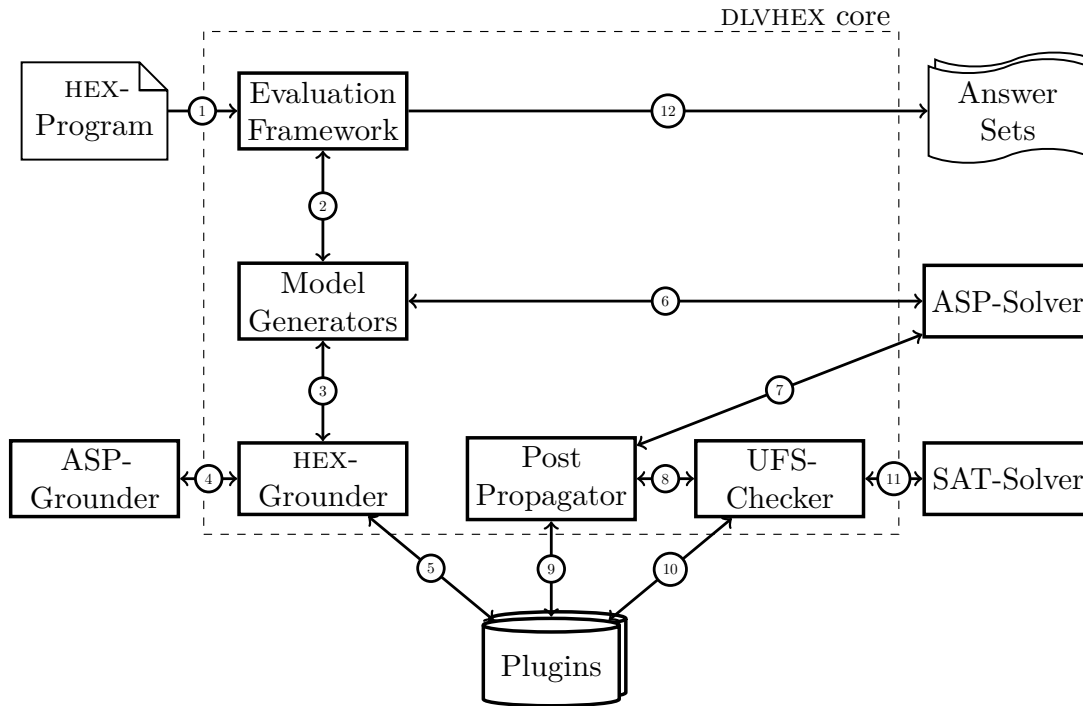 DLVHEX core
HEX-
Program
1
Evaluation
Framework
12
Answer
Sets
2
Model
Generators
6
ASP-Solver
3
7
ASP-
Grounder
4
HEX-
Grounder
Post
Propagator
8
UFS-
Checker
11
SAT-Solver
5
9
10
Plugins